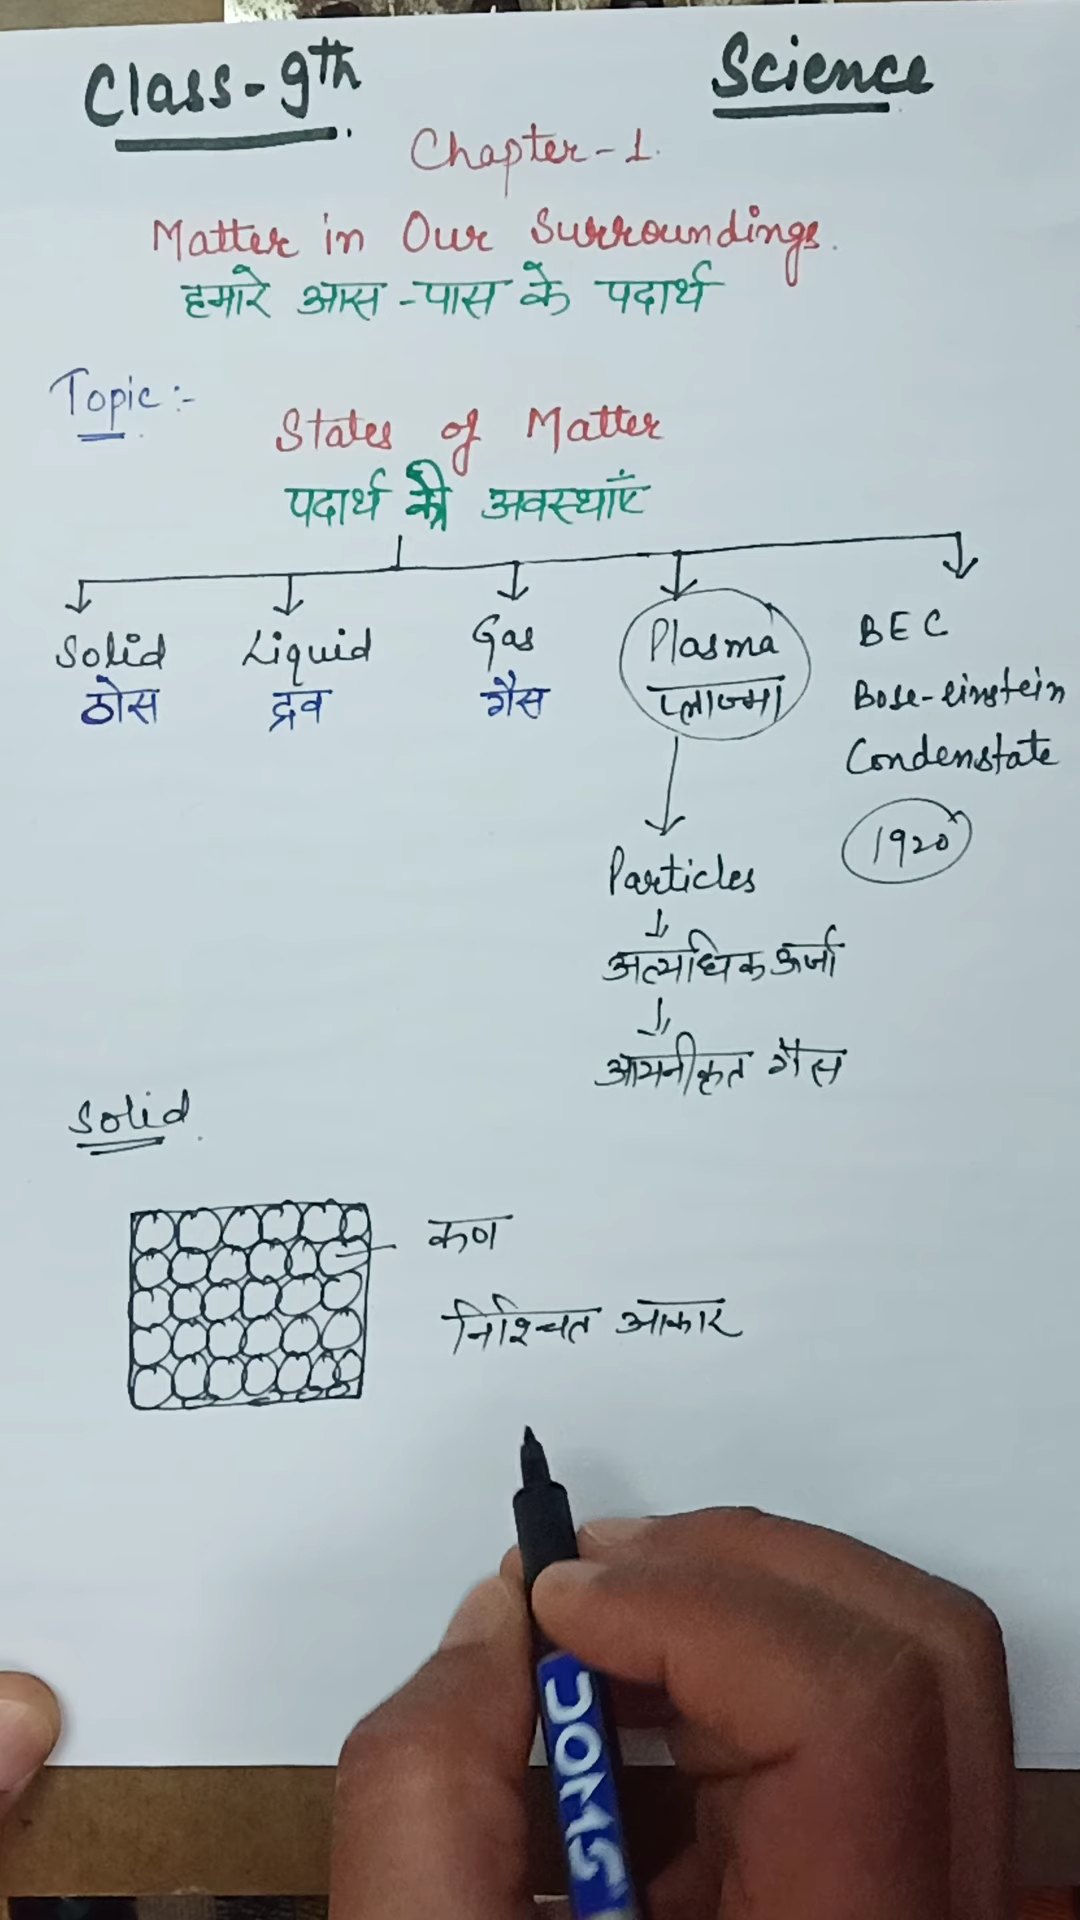 Class-9th Science
Chapter-1.
Matter in Our Surroundings.
हमारे आस-पास के पदार्थ
Topic:-
States of Matter
पदार्थ की अवस्थाएँ
Solid Liquid Gas Plasma BEC
ठोस द्रव गैस प्लाज्मा Bose-einstein
Condenstate
1920
Particles
अत्यधिक ऊर्जा
आयनीकृत गैस
Solid
कण
निश्चित आकार
DOMS